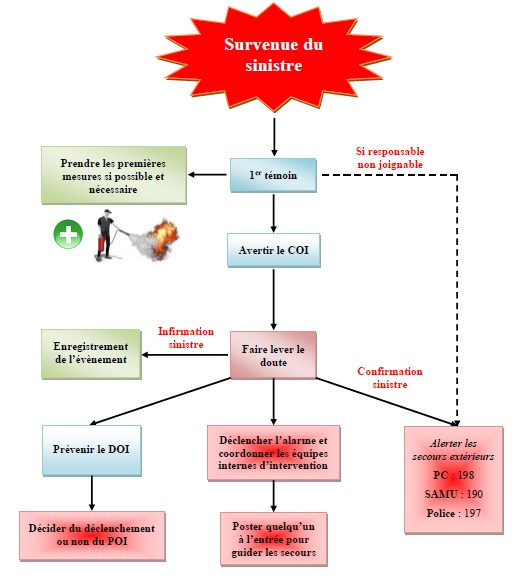 Survenue du
sinistre
Si responsable
non joignable
Prendre les premières
mesures si possible et
nécessaire
1er témoin
Avertir le COI
Infirmation
sinistre
Enregistrement
de l'évènement
Faire lever le
doute
Confirmation
sinistre
Prévenir le DOI
Déclencher l'alarme et
coordonner les équipes
internes d'intervention
Alerter les
secours extérieurs
PC : 198
SAMU : 190
Police : 197
Décider du déclenchement
ou non du POI
Poster quelqu'un
à l'entrée pour
guider les secours